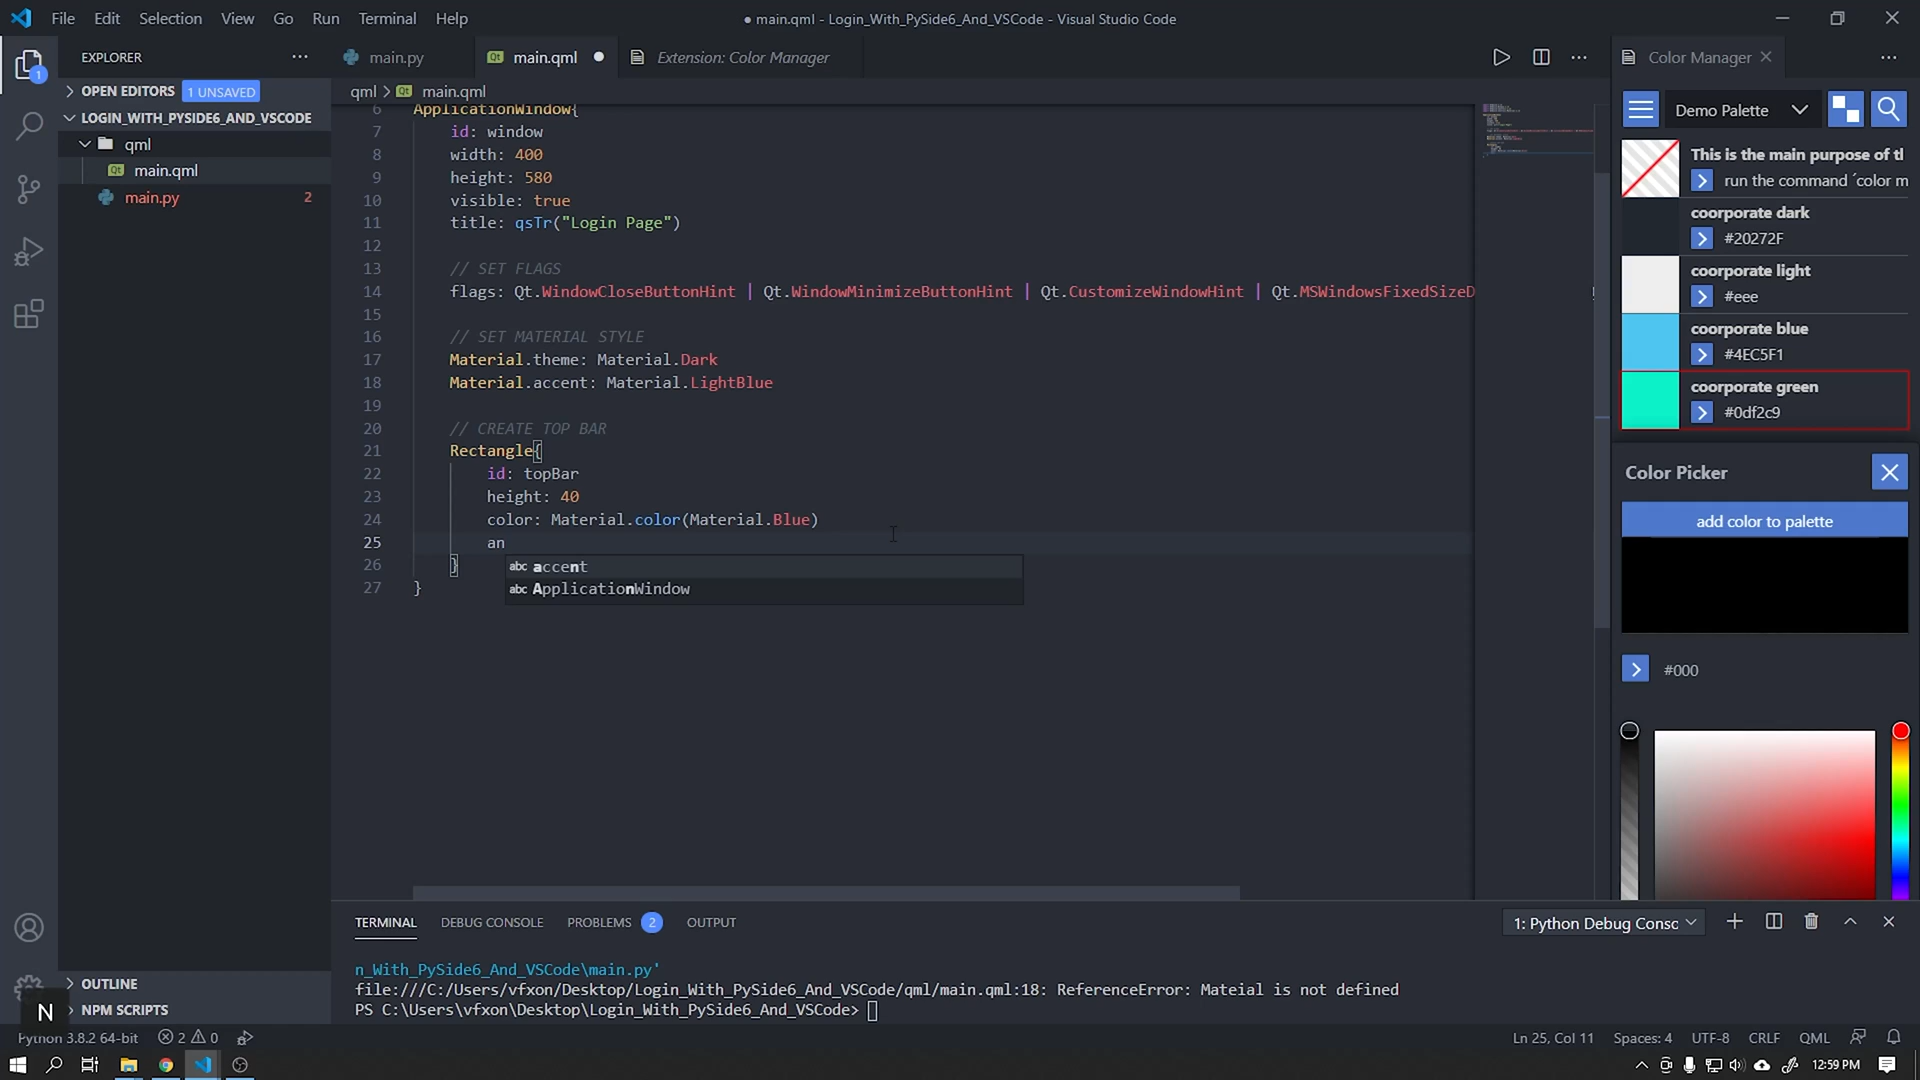 File Edit Selection View Go Run Terminal Help
● main.qml - Login_With_PySide6_And_VSCode - Visual Studio Code
EXPLORER
main.py
main.qml
Extension: Color Manager
Color Manager
OPEN EDITORS 1 UNSAVED
LOGIN_WITH_PYSIDE6_AND_VSCODE
qml
main.qml
main.py 2
qml > main.qml
6 ApplicationWindow{
7 id: window
8 width: 400
9 height: 580
10 visible: true
11 title: qsTr("Login Page")
12
13 // SET FLAGS
14 flags: Qt.WindowCloseButtonHint | Qt.WindowMinimizeButtonHint | Qt.CustomizeWindowHint | Qt.MSWindowsFixedSizeD
15
16 // SET MATERIAL STYLE
17 Material.theme: Material.Dark
18 Material.accent: Material.LightBlue
19
20 // CREATE TOP BAR
21 Rectangle{
22 id: topBar
23 height: 40
24 color: Material.color(Material.Blue)
25 an
26 }
27 }
abc accent
abc ApplicationWindow
Demo Palette
This is the main purpose of tl
run the command ´color m
coorporate dark
#20272F
coorporate light
#eee
coorporate blue
#4EC5F1
coorporate green
#0df2c9
Color Picker
add color to palette
#000
TERMINAL DEBUG CONSOLE PROBLEMS 2 OUTPUT
1: Python Debug Consc
n_With_PySide6_And_VSCode\main.py'
file:///C:/Users/vfxon/Desktop/Login_With_PySide6_And_VSCode/qml/main.qml:18: ReferenceError: Mateial is not defined
PS C:\Users\vfxon\Desktop\Login_With_PySide6_And_VSCode>
OUTLINE
NPM SCRIPTS
N
1
Python 3.8.2 64-bit 2 0
Ln 25, Col 11 Spaces: 4 UTF-8 CRLF QML
12:59 PM